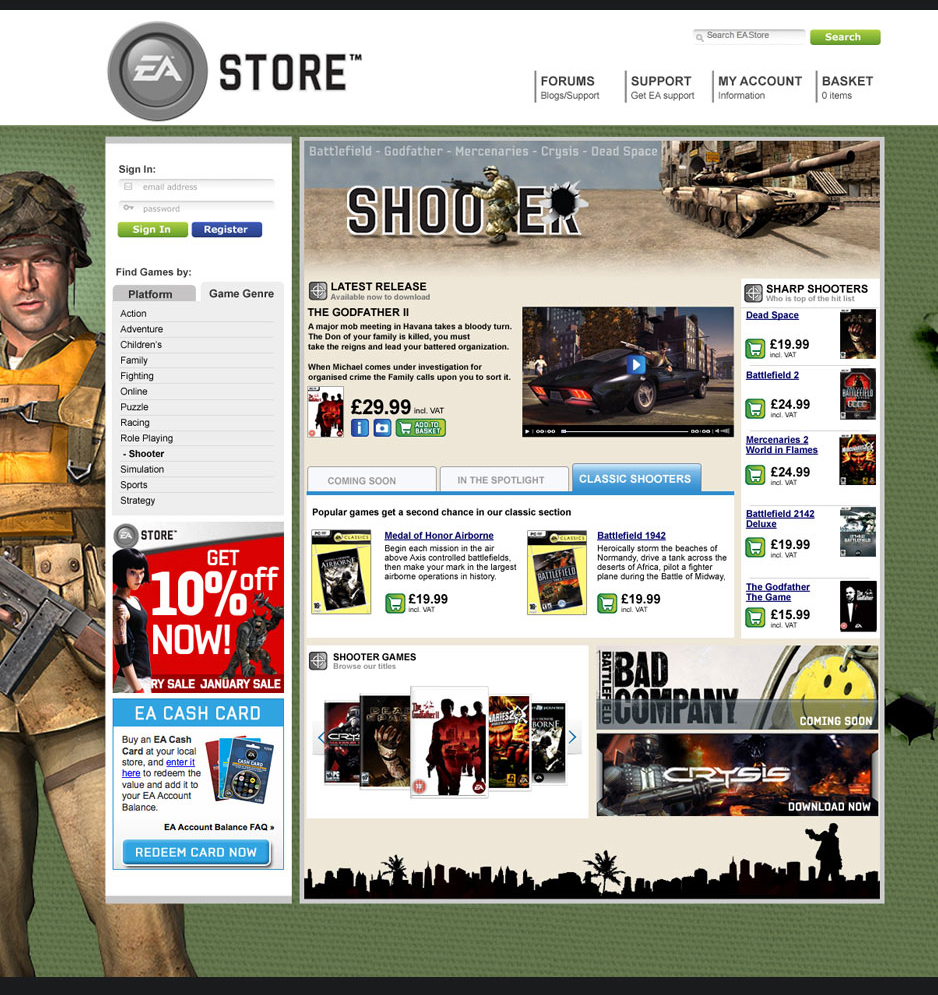 EA STORE™
Search EAStore
Search
FORUMS
Blogs/Support
SUPPORT
Get EA support
MY ACCOUNT
Information
BASKET
0 items
Sign In:
email address
password
Sign In
Register
Find Games by:
Platform
Game Genre
Action
Adventure
Children's
Family
Fighting
Online
Puzzle
Racing
Role Playing
- Shooter
Simulation
Sports
Strategy
EA STORE™
GET
10% off
NOW!
RY SALE JANUARY SALE
EA CASH CARD
Buy an EA Cash
Card at your local
store, and enter it
here to redeem the
value and add it to
your EA Account
Balance.
EA Account Balance FAQ »
REDEEM CARD NOW
Battlefield - Godfather - Mercenaries - Crysis - Dead Space
SHOOTER
LATEST RELEASE
Available now to download
THE GODFATHER II
A major mob meeting in Havana takes a bloody turn.
The Don of your family is killed, you must
take the reigns and lead your battered organization.
When Michael comes under investigation for
organised crime the Family calls upon you to sort it.
£29.99 incl. VAT
i
ADD TO
BASKET
00:00
00:00
COMING SOON
IN THE SPOTLIGHT
CLASSIC SHOOTERS
Popular games get a second chance in our classic section
CLASSICS
AIRBORNE
Medal of Honor Airborne
Begin each mission in the air
above Axis controlled battlefields,
then make your mark in the largest
airborne operations in history.
£19.99
incl. VAT
CLASSICS
BATTLEFIELD
Battlefield 1942
Heroically storm the beaches of
Normandy, drive a tank across the
deserts of Africa, pilot a fighter
plane during the Battle of Midway,
£19.99
incl. VAT
SHARP SHOOTERS
Who is top of the hit list
Dead Space
£19.99
incl. VAT
Battlefield 2
£24.99
incl. VAT
BATTLEFIELD
Mercenaries 2
World in Flames
£24.99
incl. VAT
Battlefield 2142
Deluxe
£19.99
incl. VAT
The Godfather
The Game
£15.99
incl. VAT
SHOOTER GAMES
Browse our titles
CRY
DEAD
The Godfather II
18
EA
NARIES 2
BATTLEFIELD
BAD
COMPANY
COMING SOON
CRYSIS
DOWNLOAD NOW